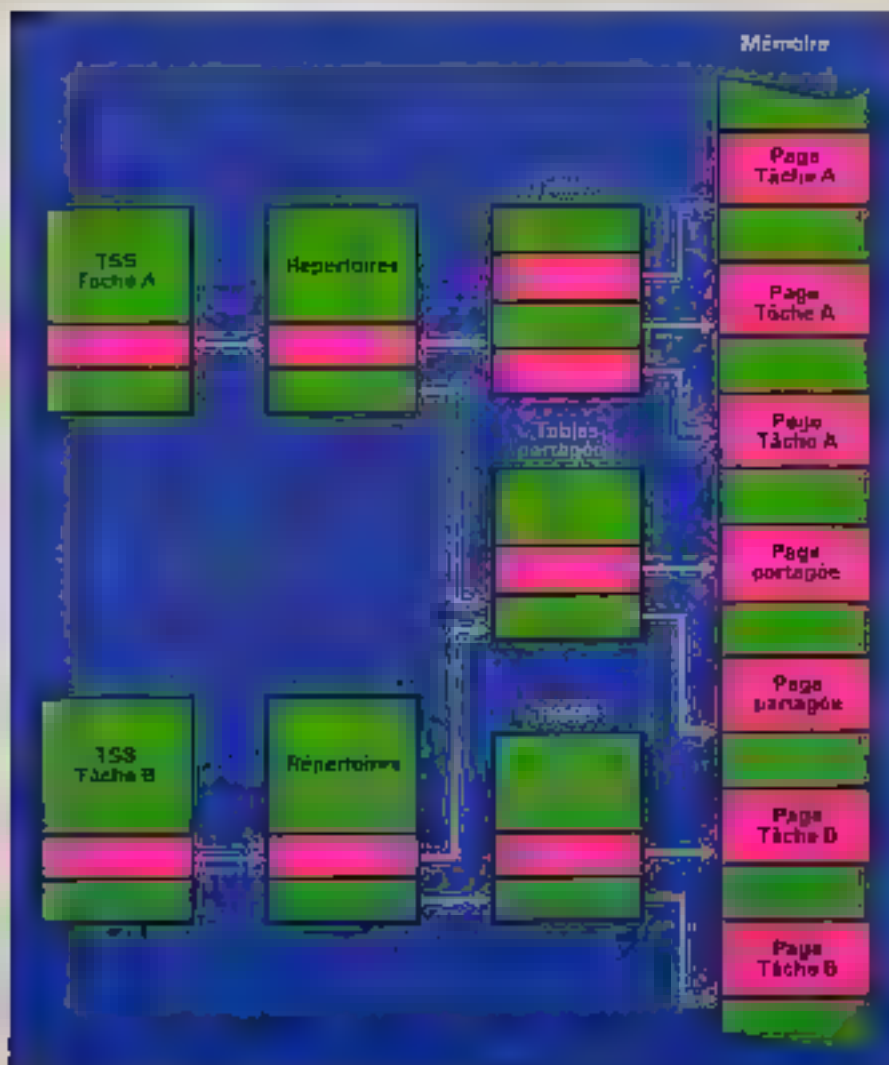 Mémoire
Page
Tâche A
TSS
Tâche A
Répertoires
Page
Tâche A
Page
Tâche A
Tables
partagée
Page
partagée
Page
partagée
TSS
Tâche B
Répertoires
Page
Tâche B
Page
Tâche B